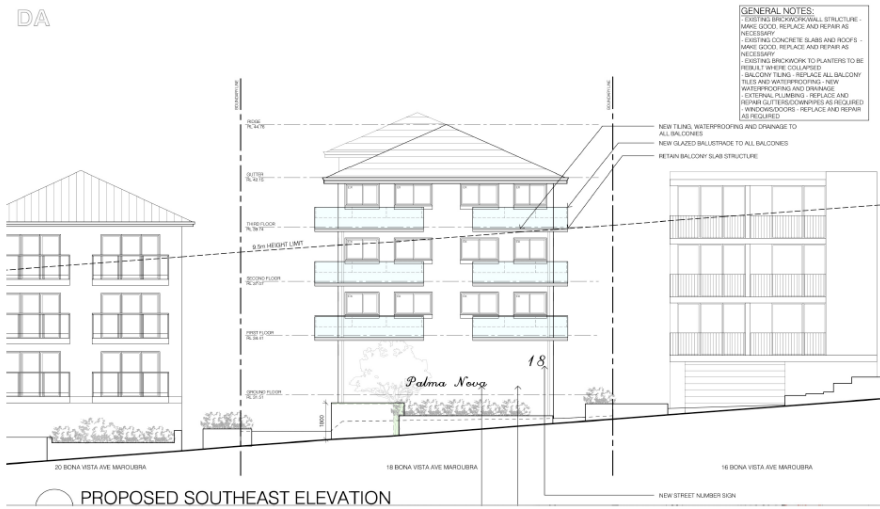 DA
GENERAL NOTES:
- EXISTING BRICKWORK/WALL STRUCTURE -
MAKE GOOD, REPLACE AND REPAIR AS
NECESSARY
- EXISTING CONCRETE SLABS AND ROOFS -
MAKE GOOD, REPLACE AND REPAIR AS
NECESSARY
- EXISTING BRICKWORK TO PLANTERS TO BE
REBUILT WHERE COLLAPSED
- BALCONY TILING - REPLACE ALL BALCONY
TILES AND WATERPROOFING - NEW
WATERPROOFING AND DRAINAGE
- EXTERNAL PLUMBING - REPLACE AND
REPAIR GUTTERS/DOWNPIPES AS REQUIRED
- WINDOWS/DOORS - REPLACE AND REPAIR
AS REQUIRED
BOUNDARY LINE
BOUNDARY LINE
RIDGE
NEW TILING, WATERPROOFING AND DRAINAGE TO
ALL BALCONIES
NEW GLAZED BALUSTRADE TO ALL BALCONIES
RETAIN BALCONY SLAB STRUCTURE
GUTTER
THIRD FLOOR
9.5m HEIGHT LIMIT
SECOND FLOOR
FIRST FLOOR
18
Palma Nova
GROUND FLOOR
20 BONA VISTA AVE MAROUBRA
18 BONA VISTA AVE MAROUBRA
16 BONA VISTA AVE MAROUBRA
PROPOSED SOUTHEAST ELEVATION
NEW STREET NUMBER SIGN